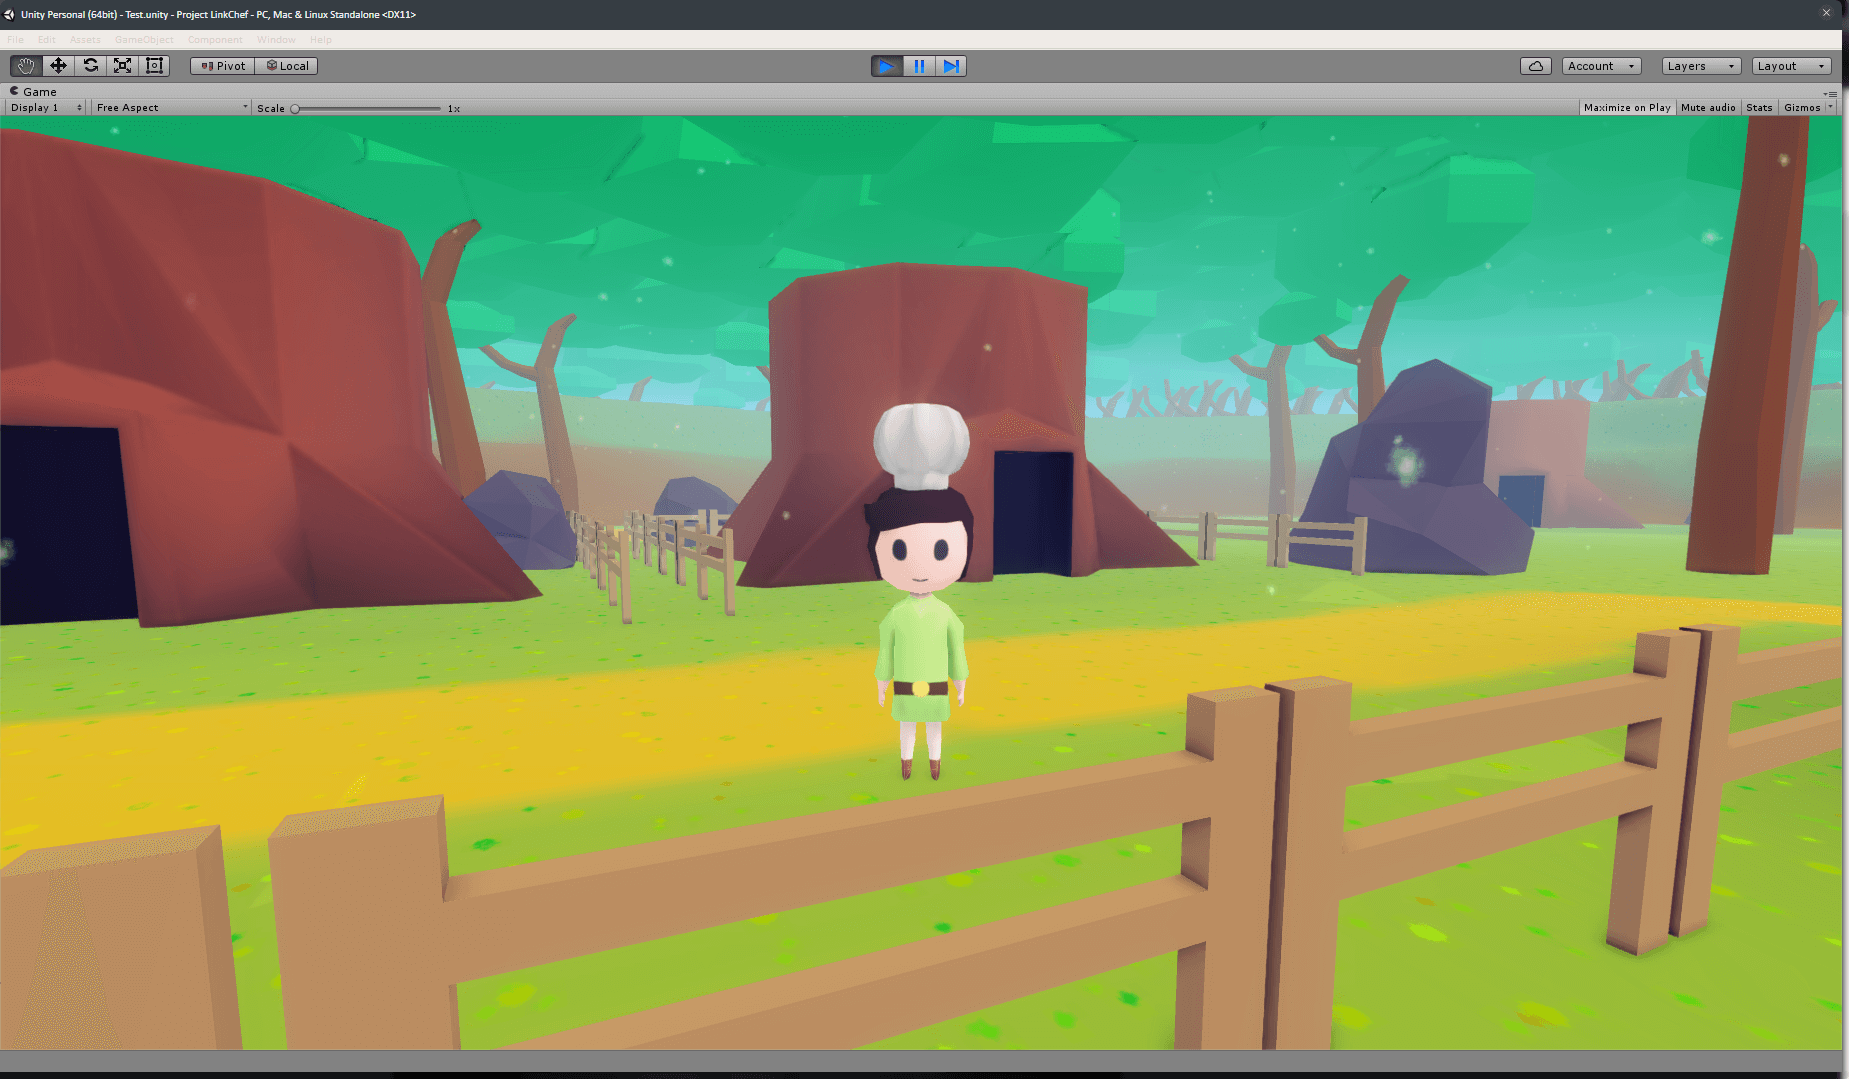 Unity Personal (64bit) - Test.unity - Project LinkChef - PC, Mac & Linux Standalone <DX11>
File Edit Assets GameObject Component Window Help
Pivot Local Account Layers Layout
Game
Display 1 Free Aspect Scale 1x Maximize on Play Mute audio Stats Gizmos